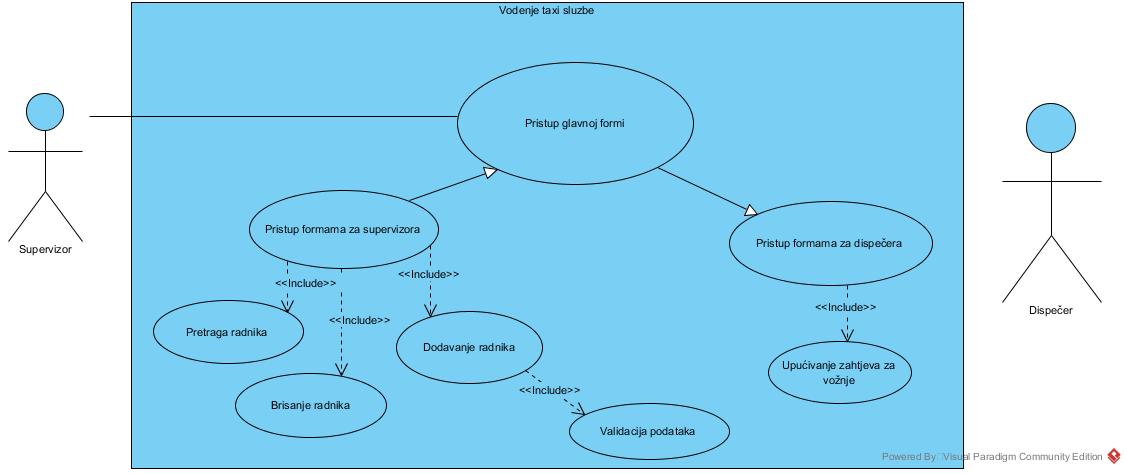 Vođenje taxi sluzbe
Pristup glavnoj formi
Supervizor
Pristup formama za supervizora
Pristup formama za dispečera
Dispečer
<<Include>>
<<Include>>
<<Include>>
<<Include>>
Pretraga radnika
Dodavanje radnika
Upućivanje zahtjeva za
vožnje
<<Include>>
Brisanje radnika
Validacija podataka
Powered By Visual Paradigm Community Edition